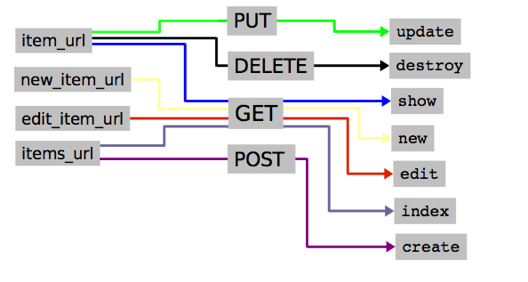 item_url
new_item_url
edit_item_url
items_url
PUT
DELETE
GET
POST
update
destroy
show
new
edit
index
create